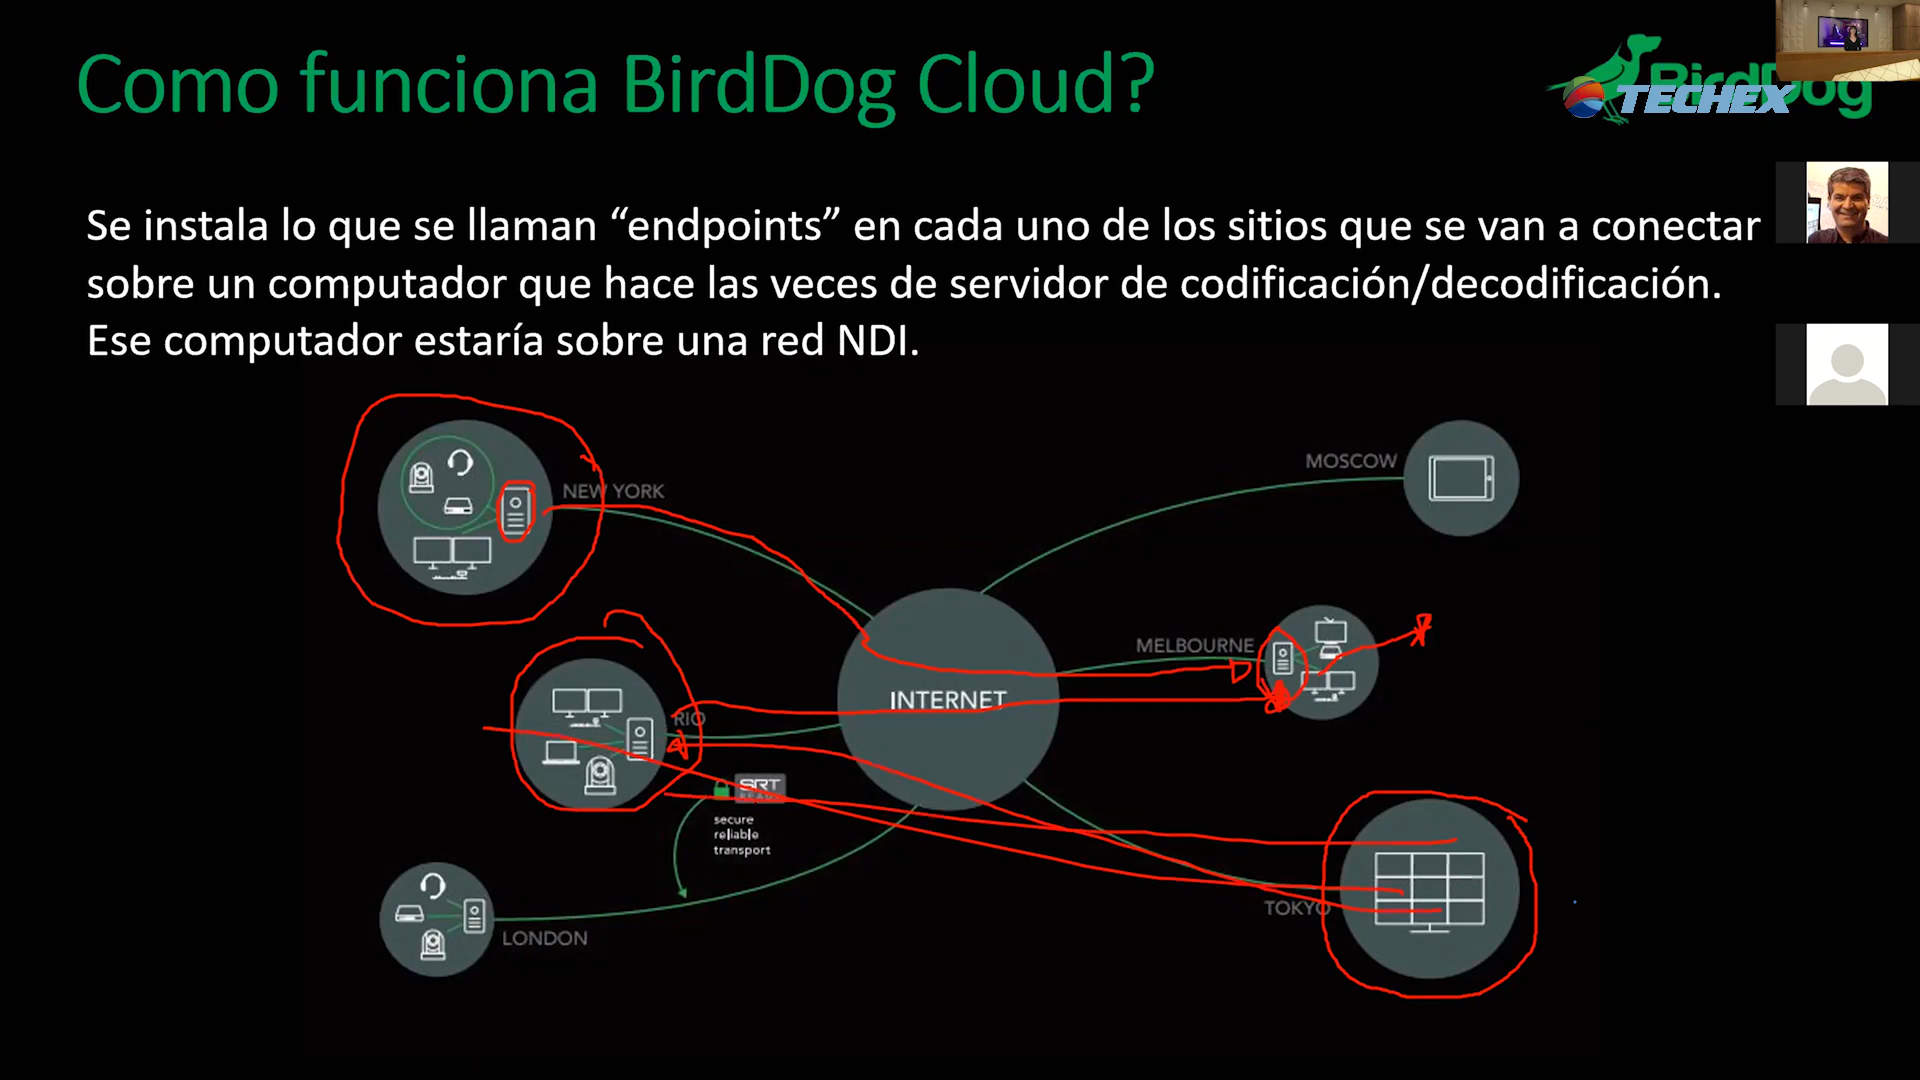 Como funciona BirdDog Cloud?
BirdDog
TECHEX
Se instala lo que se llaman “endpoints” en cada uno de los sitios que se van a conectar
sobre un computador que hace las veces de servidor de codificación/decodificación.
Ese computador estaría sobre una red NDI.
NEW YORK
MOSCOW
MELBOURNE
INTERNET
RIO
SRT
READY
secure
reliable
transport
TOKYO
LONDON